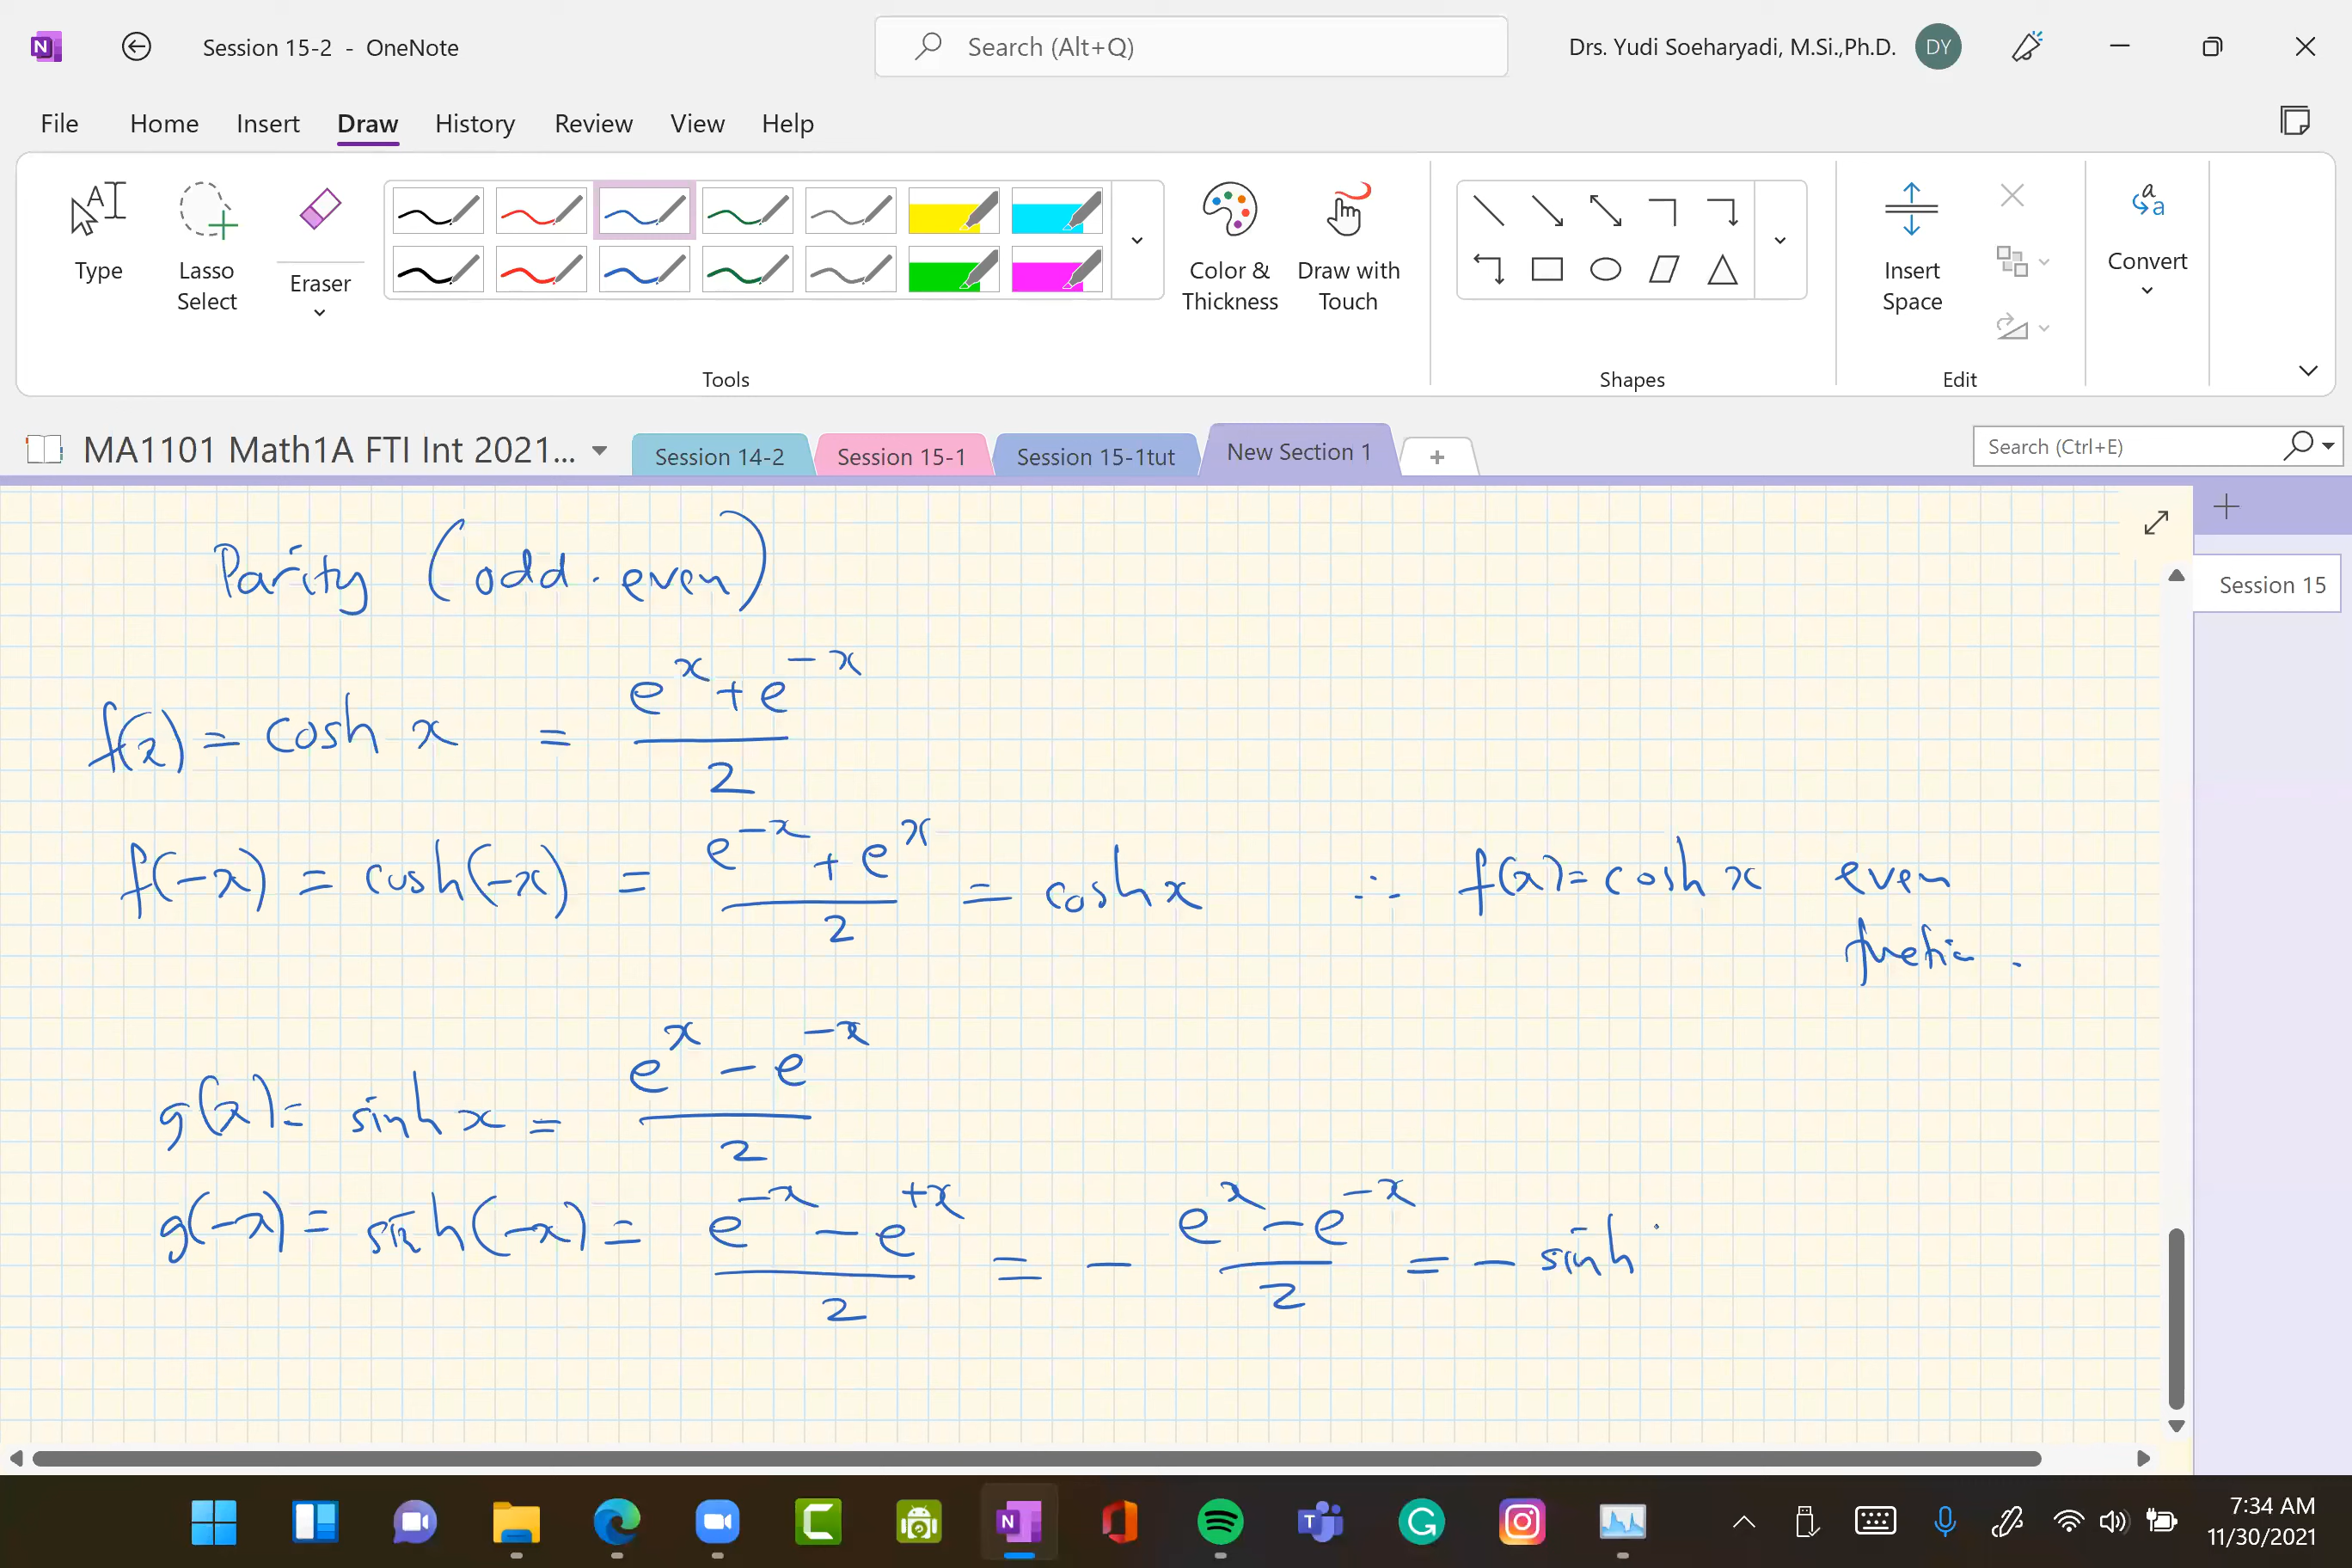 Session 15-2 - OneNote
Search (Alt+Q)
Drs. Yudi Soeharyadi, M.Si.,Ph.D.
DY
File Home Insert Draw History Review View Help
Type
Lasso Select
Eraser
Color & Thickness
Draw with Touch
Insert Space
Convert
Tools
Shapes
Edit
MA1101 Math1A FTI Int 2021...
Session 14-2
Session 15-1
Session 15-1tut
New Section 1
Search (Ctrl+E)
Session 15
Parity (odd. even)
f(x) = cosh x = (e^x + e^{-x})/2
f(-x) = cosh(-x) = (e^{-x} + e^x)/2 = cosh x ∴ f(x) = cosh x even
g(x) = sinh x = (e^x - e^{-x})/2
g(-x) = sinh(-x) = (e^{-x} - e^{+x})/2 = - (e^x - e^{-x})/2 = - sinh
7:34 AM
11/30/2021